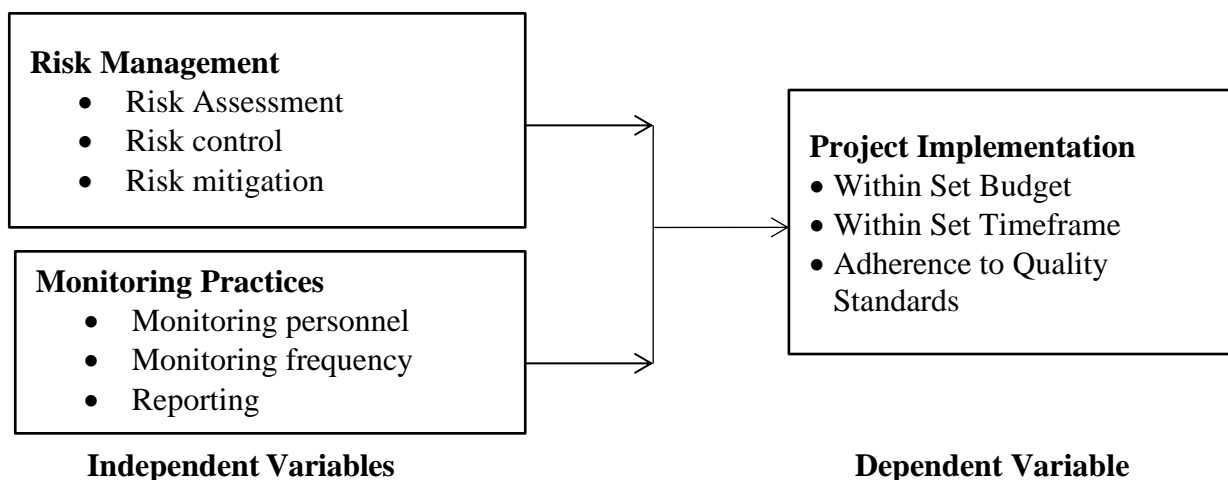 Risk Management
• Risk Assessment
• Risk control
• Risk mitigation
Monitoring Practices
• Monitoring personnel
• Monitoring frequency
• Reporting
Independent Variables
Project Implementation
• Within Set Budget
• Within Set Timeframe
• Adherence to Quality
Standards
Dependent Variable